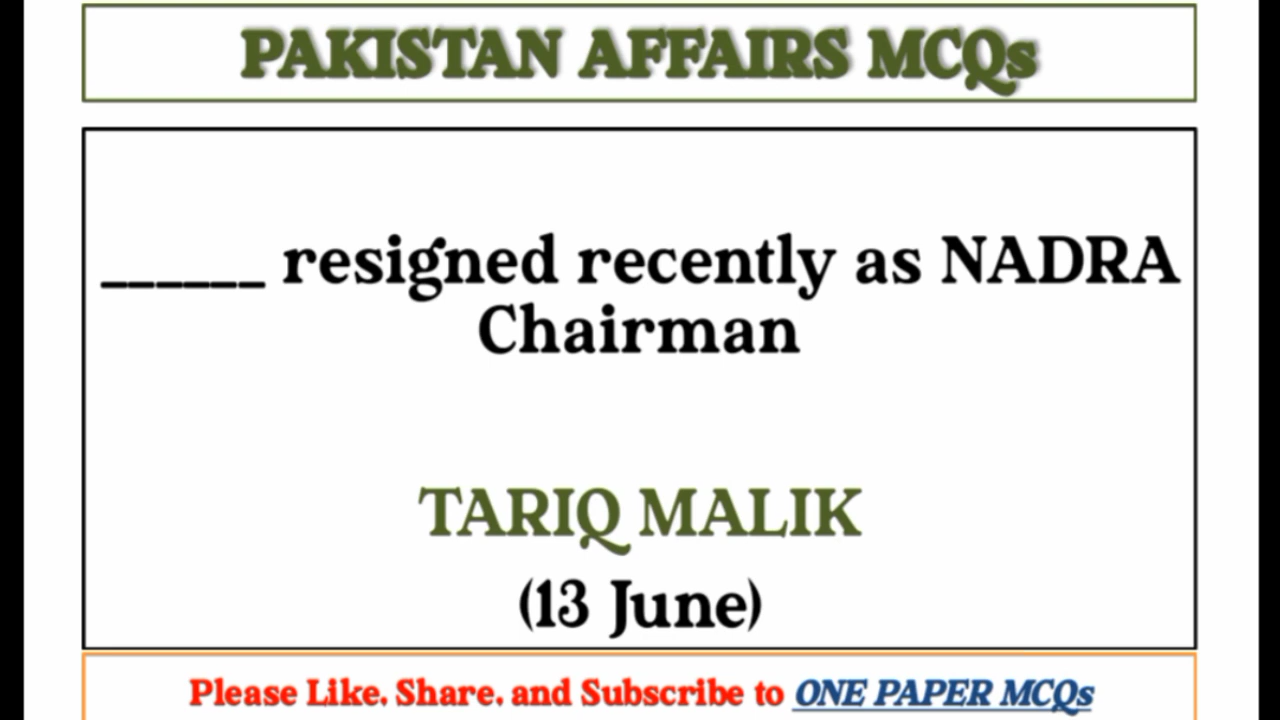 PAKISTAN AFFAIRS MCQs
______ resigned recently as NADRA
Chairman
TARIQ MALIK
(13 June)
Please Like. Share. and Subscribe to ONE PAPER MCQs